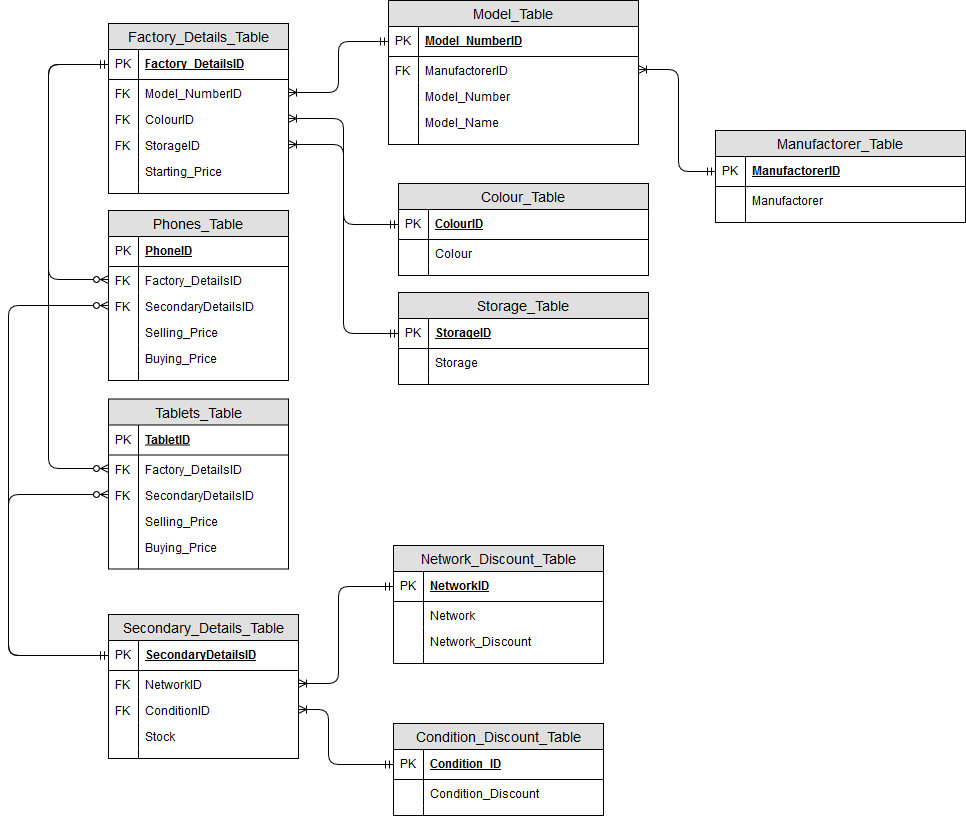 Factory_Details_Table
PK Factory_DetailsID
FK Model_NumberID
FK ColourID
FK StorageID
Starting_Price
Model_Table
PK Model_NumberID
FK ManufactorerID
Model_Number
Model_Name
Manufactorer_Table
PK ManufactorerID
Manufactorer
Colour_Table
PK ColourID
Colour
Storage_Table
PK StorageID
Storage
Phones_Table
PK PhoneID
FK Factory_DetailsID
FK SecondaryDetailsID
Selling_Price
Buying_Price
Tablets_Table
PK TabletID
FK Factory_DetailsID
FK SecondaryDetailsID
Selling_Price
Buying_Price
Network_Discount_Table
PK NetworkID
Network
Network_Discount
Secondary_Details_Table
PK SecondaryDetailsID
FK NetworkID
FK ConditionID
Stock
Condition_Discount_Table
PK Condition_ID
Condition_Discount